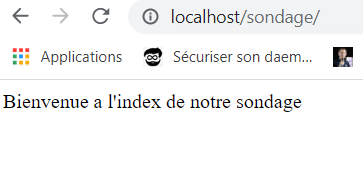 localhost/sondage/
Applications
Sécuriser son daem...
Bienvenue a l'index de notre sondage